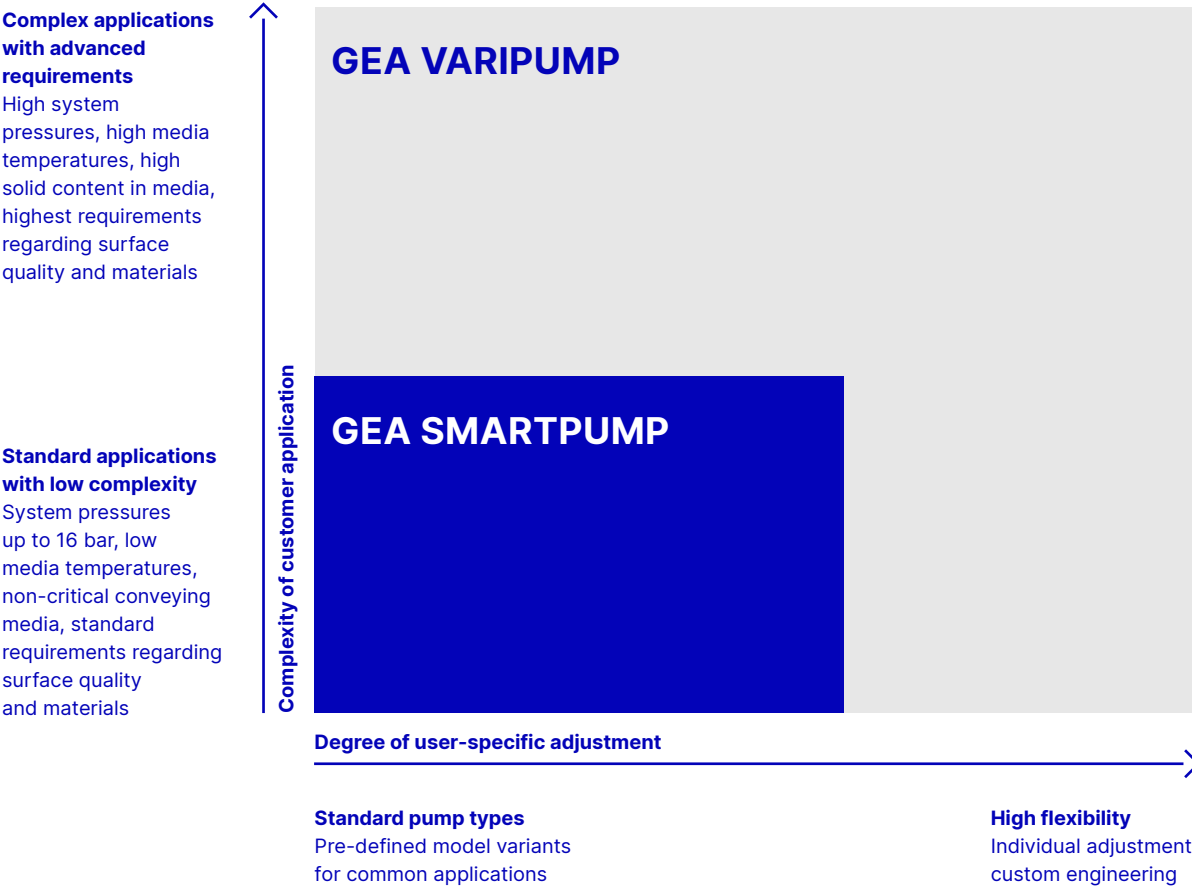 Complex applications
with advanced
requirements
High system
pressures, high media
temperatures, high
solid content in media,
highest requirements
regarding surface
quality and materials
Standard applications
with low complexity
System pressures
up to 16 bar, low
media temperatures,
non-critical conveying
media, standard
requirements regarding
surface quality
and materials
Complexity of customer application
GEA VARIPUMP
GEA SMARTPUMP
Degree of user-specific adjustment
Standard pump types
Pre-defined model variants
for common applications
High flexibility
Individual adjustment
custom engineering